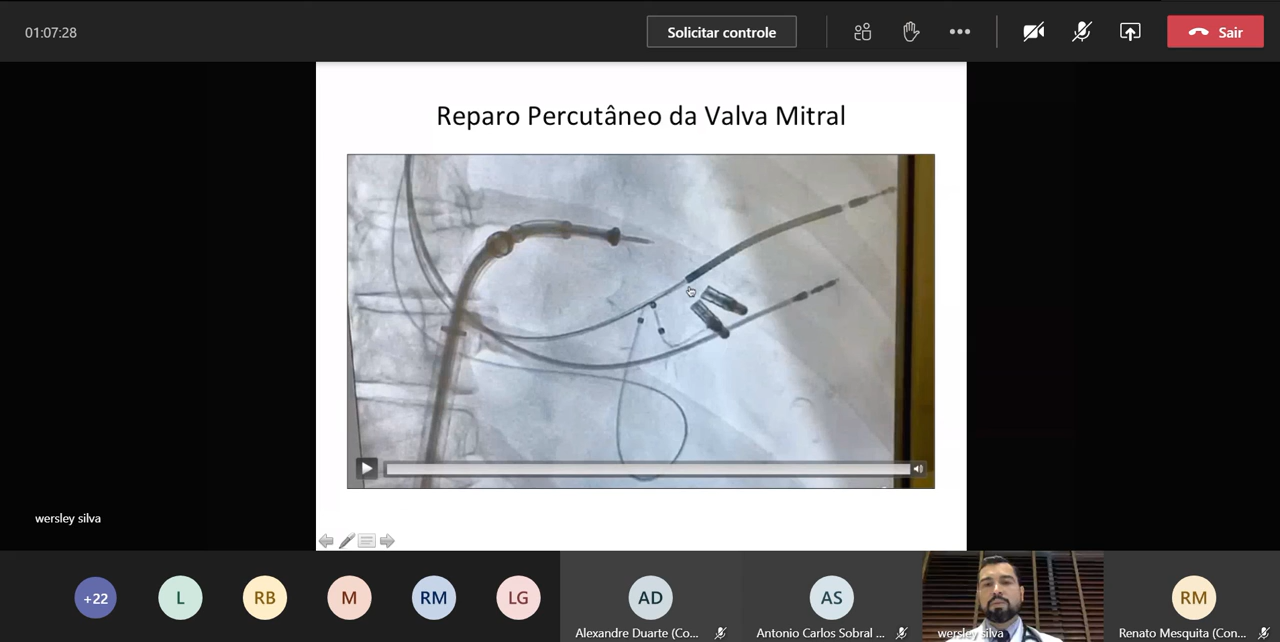 01:07:28
Solicitar controle
Sair
Reparo Percutâneo da Valva Mitral
wersley silva
+22
L
RB
M
RM
LG
AD
AS
RM
Alexandre Duarte (Co...
Antonio Carlos Sobral ...
wersley silva
Renato Mesquita (Con...